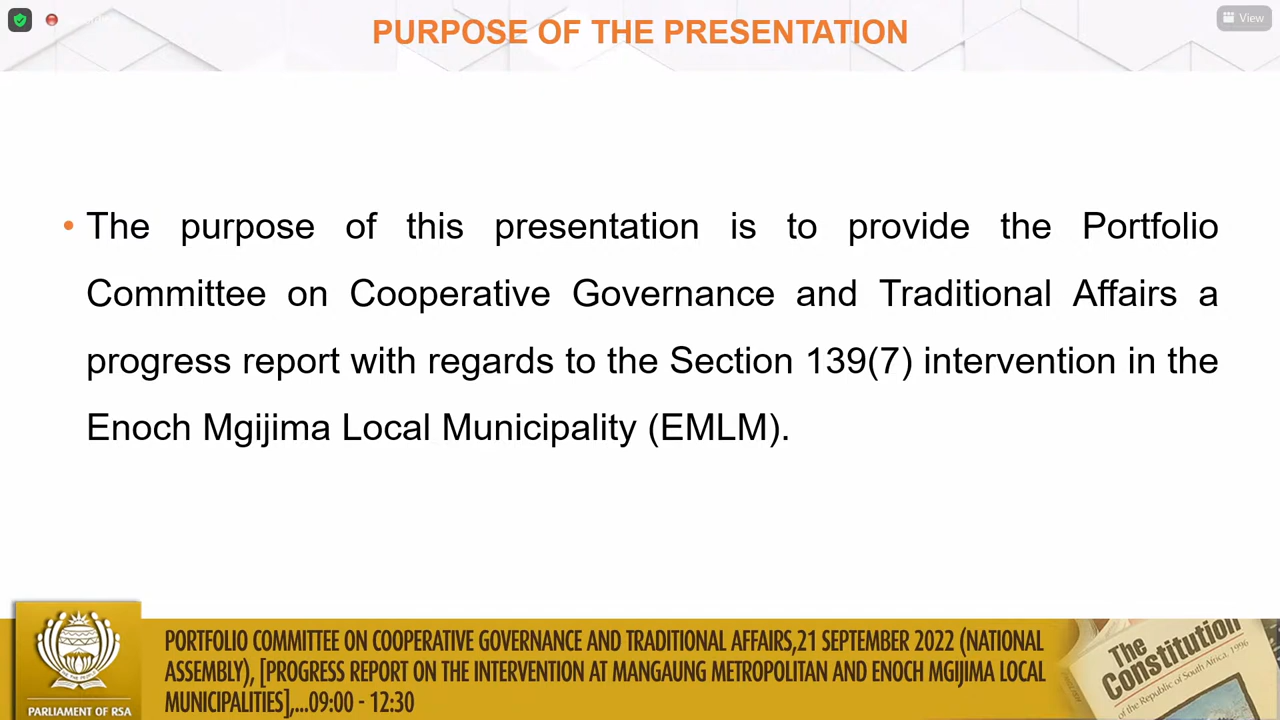 View
PURPOSE OF THE PRESENTATION
• The purpose of this presentation is to provide the Portfolio
Committee on Cooperative Governance and Traditional Affairs a
progress report with regards to the Section 139(7) intervention in the
Enoch Mgijima Local Municipality (EMLM).
PORTFOLIO COMMITTEE ON COOPERATIVE GOVERNANCE AND TRADITIONAL AFFAIRS,21 SEPTEMBER 2022 (NATIONAL
ASSEMBLY), [PROGRESS REPORT ON THE INTERVENTION AT MANGAUNG METROPOLITAN AND ENOCH MGIJIMA LOCAL
MUNICIPALITIES],...09:00 - 12:30
PARLIAMENT OF RSA
The
Constitution
of the Republic of South Africa, 1996